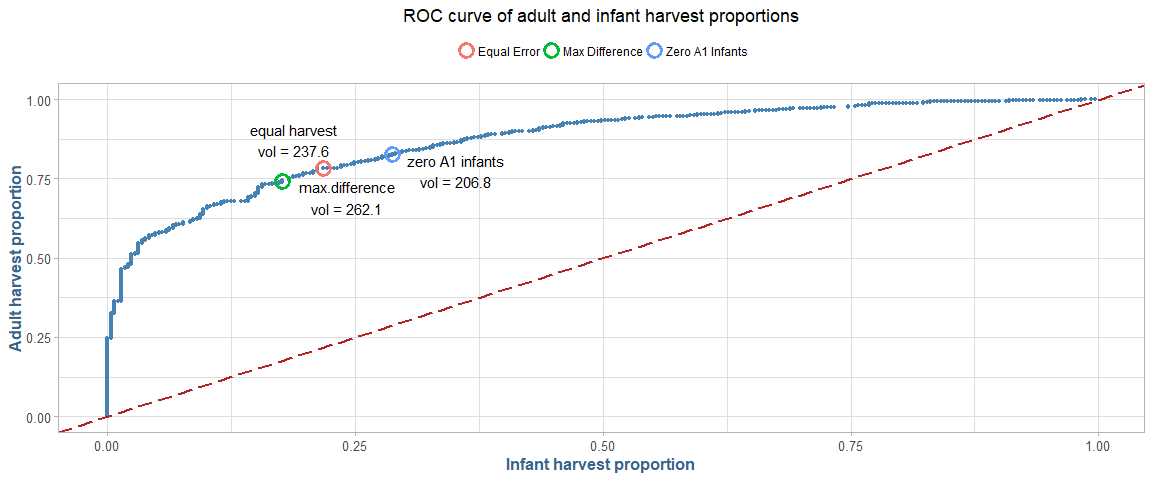 ROC curve of adult and infant harvest proportions
Equal Error Max Difference Zero A1 Infants
Adult harvest proportion
1.00
0.75
0.50
0.25
0.00
equal harvest
vol = 237.6
zero A1 infants
vol = 206.8
max.difference
vol = 262.1
0.00 0.25 0.50 0.75 1.00
Infant harvest proportion